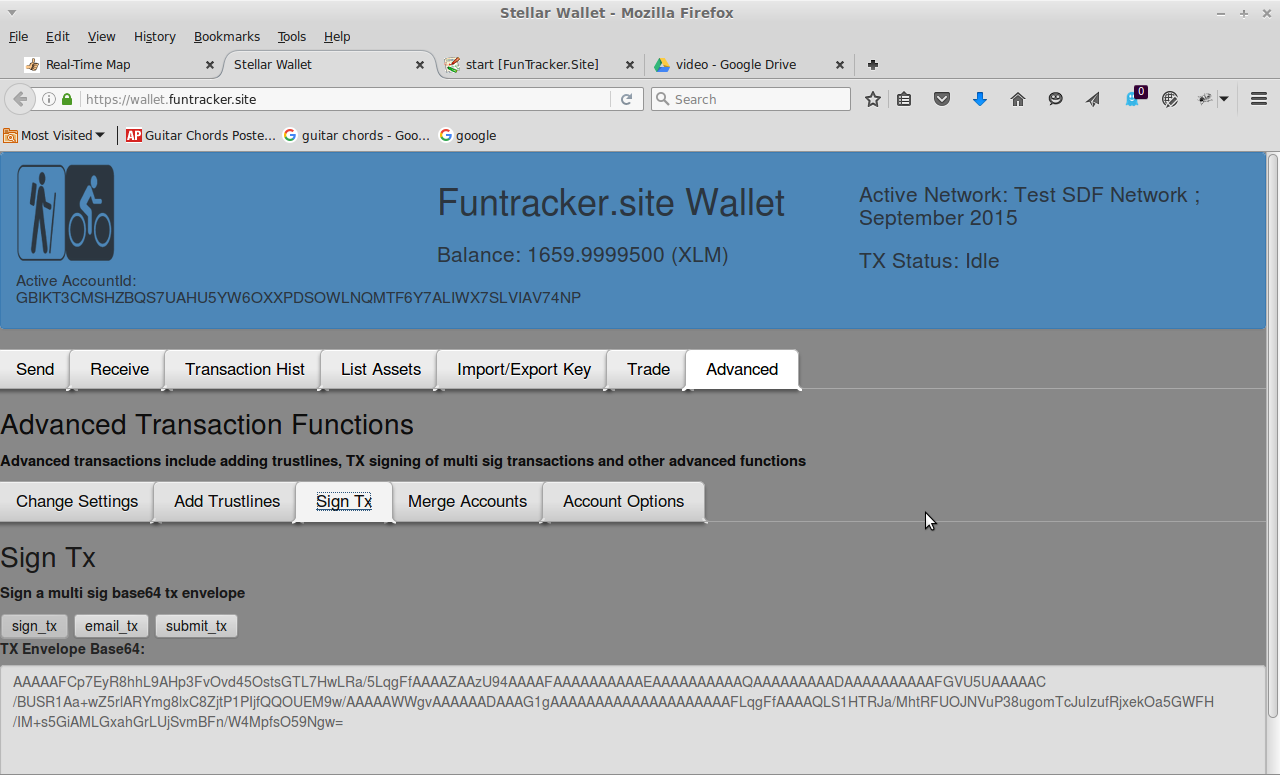 Stellar Wallet - Mozilla Firefox
File Edit View History Bookmarks Tools Help
Real-Time Map
Stellar Wallet
start [FunTracker.Site]
video - Google Drive
https://wallet.funtracker.site
Search
0
Most Visited
AP Guitar Chords Poste...
guitar chords - Goo...
google
Funtracker.site Wallet
Balance: 1659.9999500 (XLM)
Active Network: Test SDF Network ;
September 2015
TX Status: Idle
Active AccountId:
GBIKT3CMSHZBQS7UAHU5YW6OXXPDSOWLNQMTF6Y7ALIWX7SLVIAV74NP
Send
Receive
Transaction Hist
List Assets
Import/Export Key
Trade
Advanced
Advanced Transaction Functions
Advanced transactions include adding trustlines, TX signing of multi sig transactions and other advanced functions
Change Settings
Add Trustlines
Sign Tx
Merge Accounts
Account Options
Sign Tx
Sign a multi sig base64 tx envelope
sign_tx
email_tx
submit_tx
TX Envelope Base64:
AAAAAFCp7EyR8hhL9AHp3FvOvd45OstsGTL7HwLRa/5LqgFfAAAAZAAzU94AAAAFAAAAAAAAAAEAAAAAAAAAAQAAAAAAAAADAAAAAAAAAAFGVU5UAAAAAC
/BUSR1Aa+wZ5rlARYmg8lxC8ZjtP1PIjfQQOUEM9w/AAAAAWWgvAAAAAADAAAG1gAAAAAAAAAAAAAAAAAAAAFLqgFfAAAAQLS1HTRJa/MhtRFUOJNVuP38ugomTcJuIzufRjxekOa5GWFH
/IM+s5GiAMLGxahGrLUjSvmBFn/W4MpfsO59Ngw=